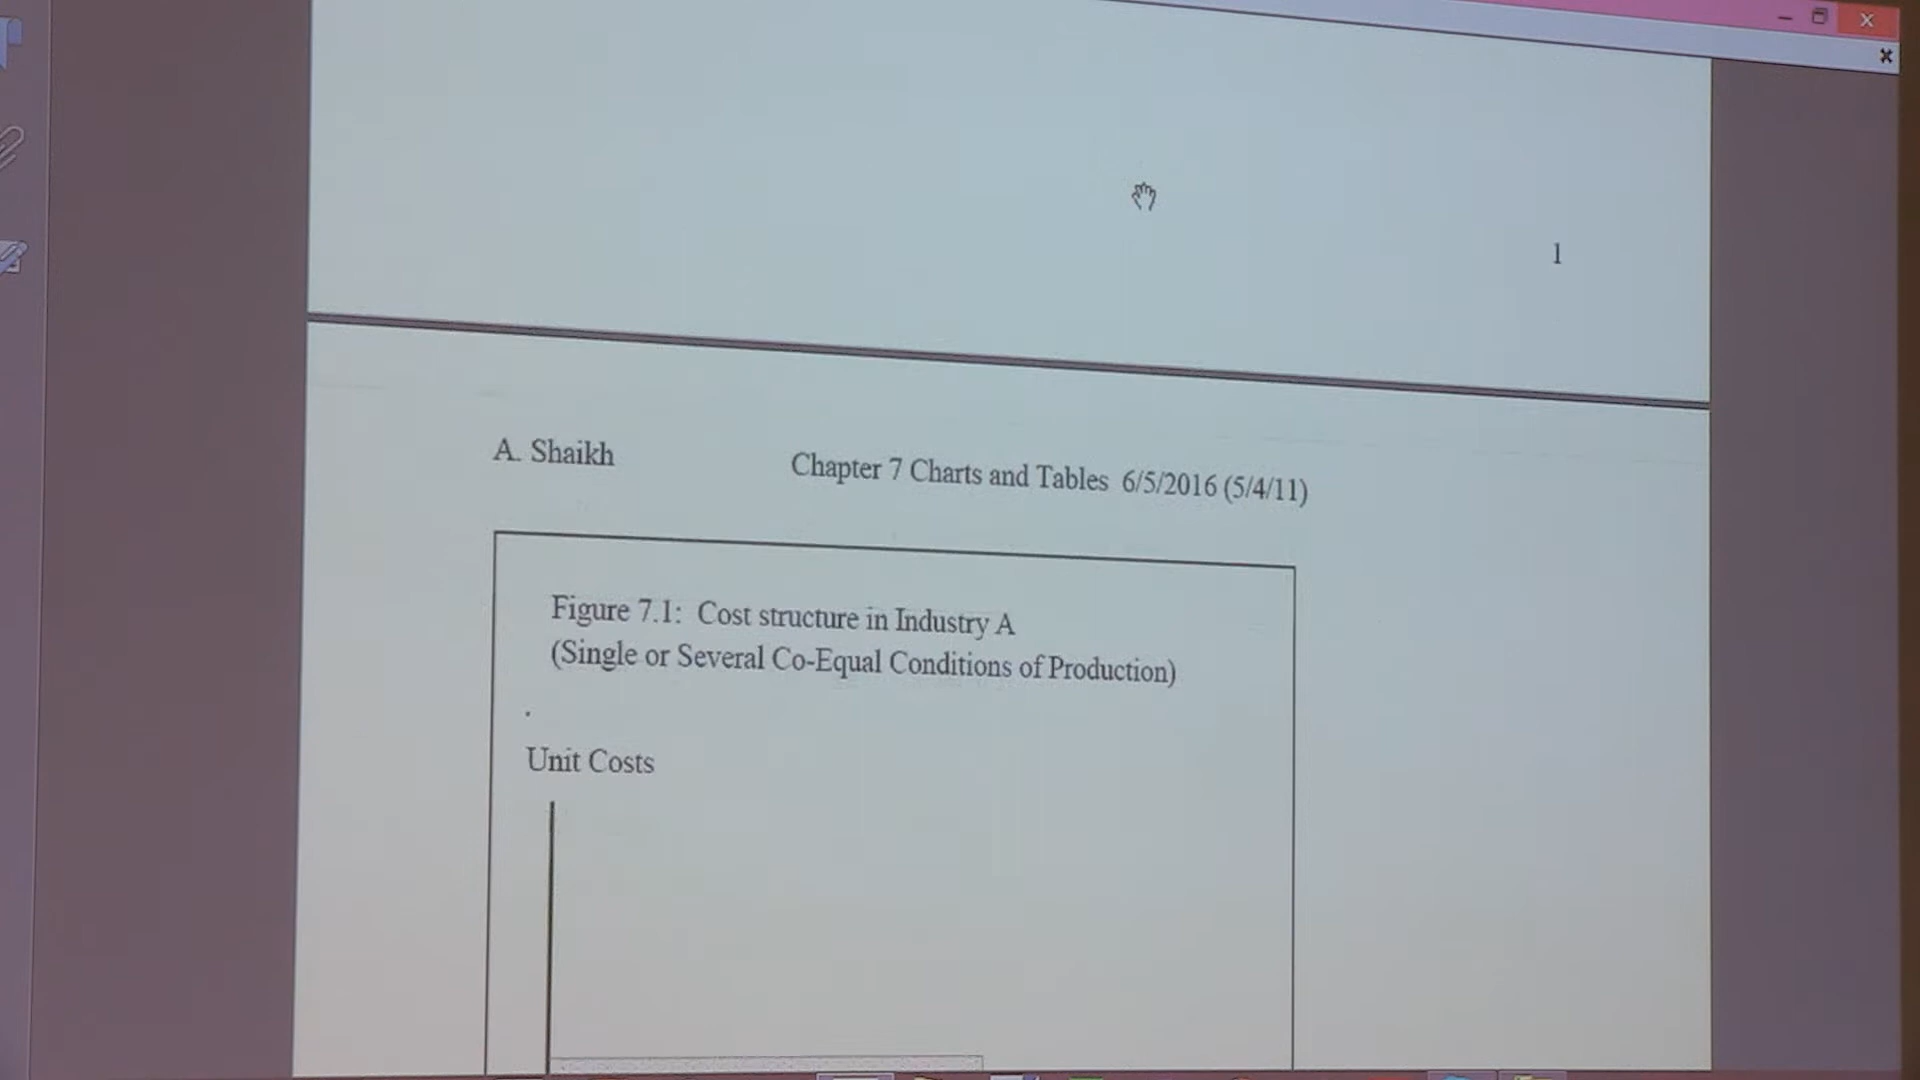 1
A. Shaikh Chapter 7 Charts and Tables 6/5/2016 (5/4/11)
Figure 7.1: Cost structure in Industry A
(Single or Several Co-Equal Conditions of Production)
.
Unit Costs